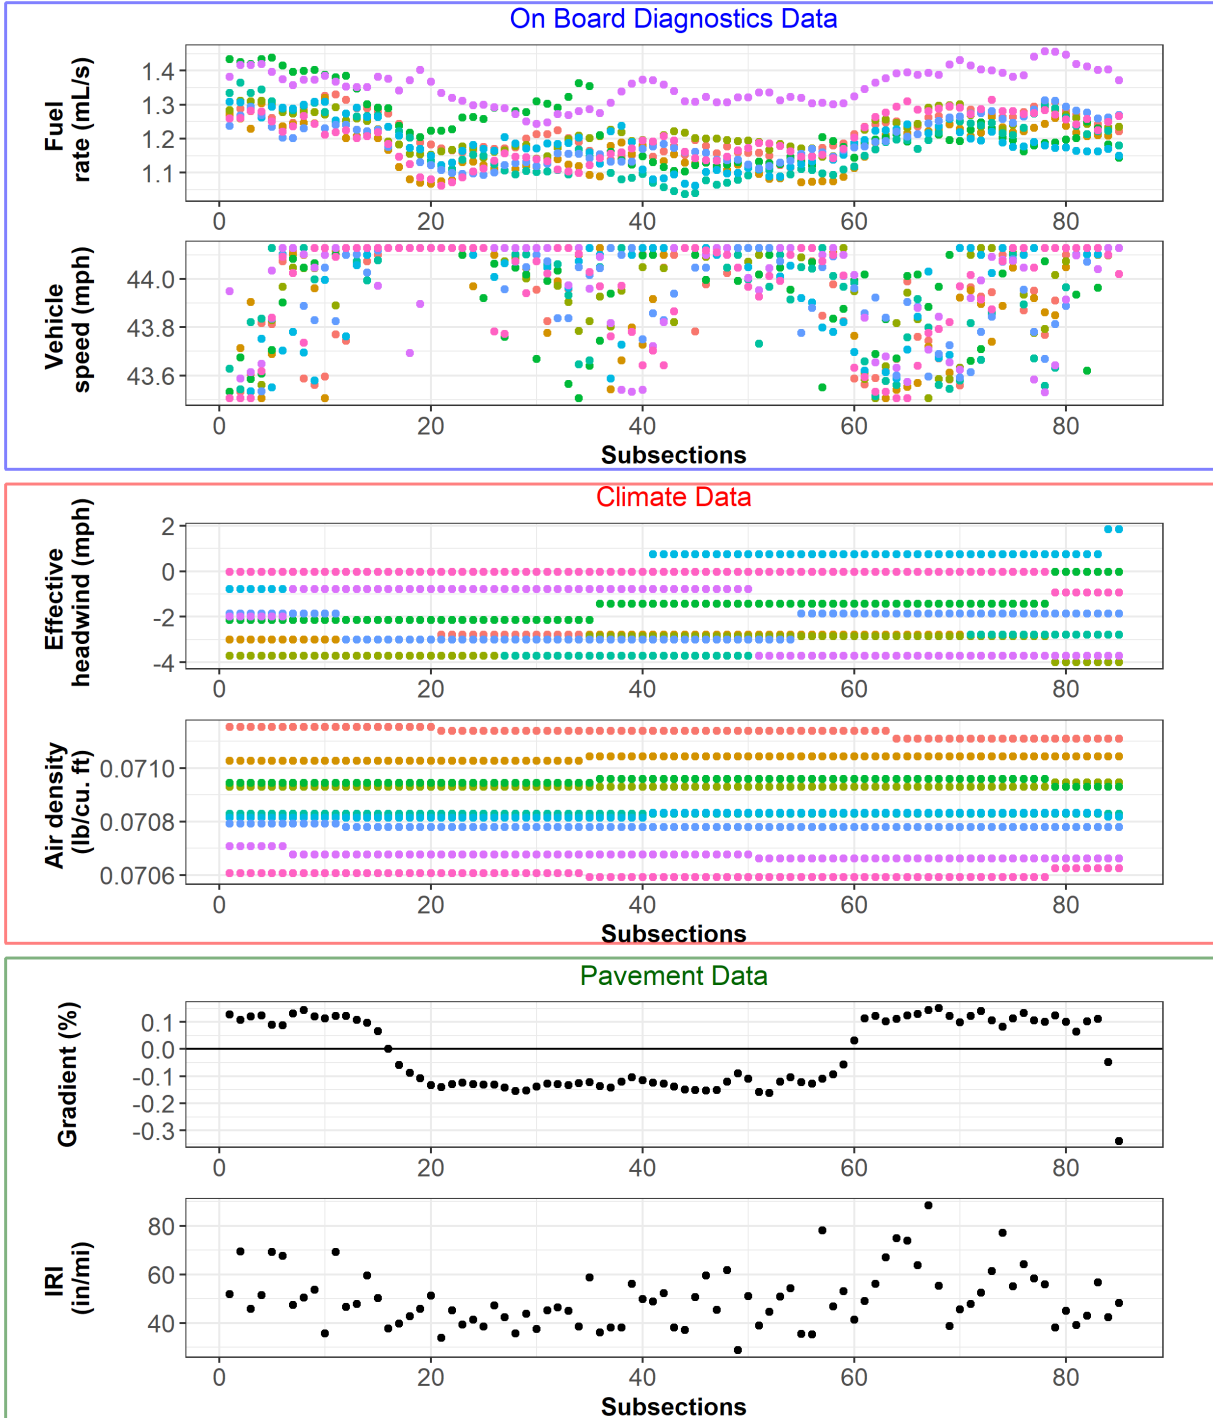 On Board Diagnostics Data
Fuel
rate (mL/s)
1.4
1.3
1.2
1.1
0 20 40 60 80
Vehicle
speed (mph)
44.0
43.8
43.6
0 20 40 60 80
Subsections
Climate Data
Effective
headwind (mph)
2
0
-2
-4
0 20 40 60 80
Air density
(lb/cu. ft)
0.0710
0.0708
0.0706
0 20 40 60 80
Subsections
Pavement Data
Gradient (%)
0.1
0.0
-0.1
-0.2
-0.3
0 20 40 60 80
IRI
(in/mi)
80
60
40
0 20 40 60 80
Subsections